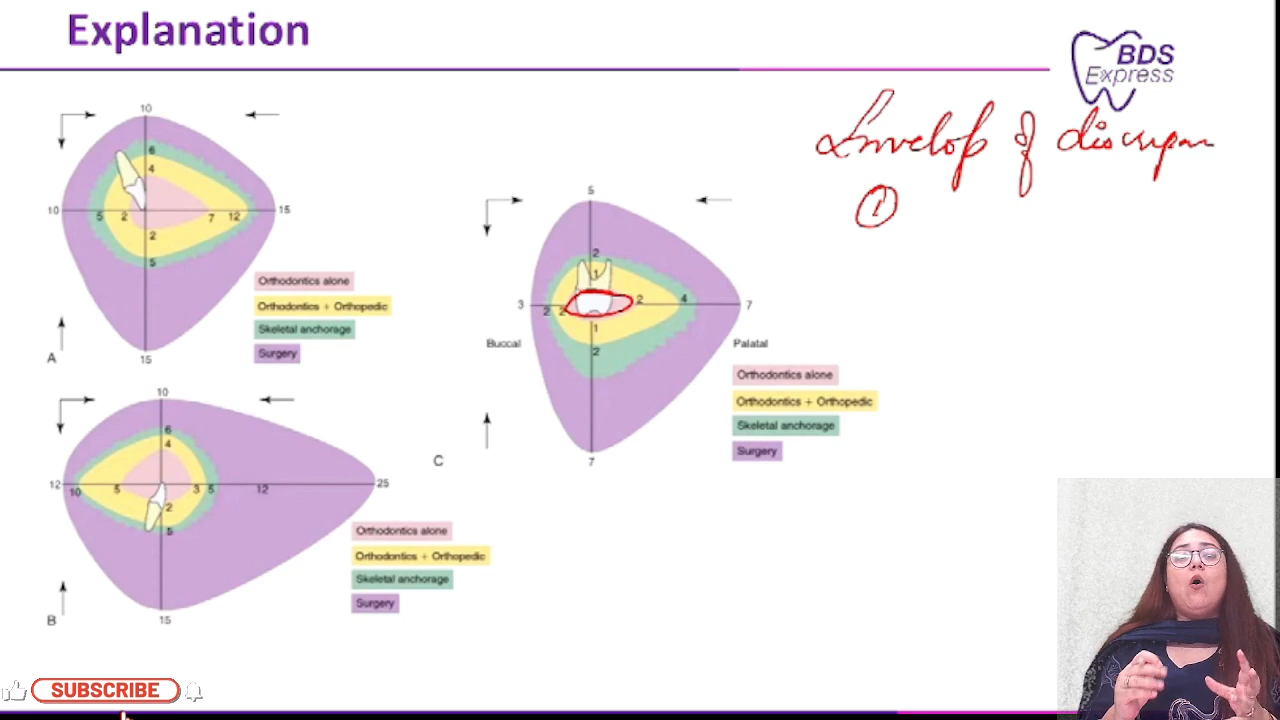 Explanation
BDS
Express
Envelop of discrepan
1
10
6
4
10
5
2
7
12
15
2
5
Orthodontics alone
Orthodontics + Orthopedic
Skeletal anchorage
Surgery
A
15
10
6
4
12
10
5
3
5
12
25
2
5
Orthodontics alone
Orthodontics + Orthopedic
Skeletal anchorage
Surgery
B
15
5
2
1
3
2
2
2
4
7
1
2
Buccal
Palatal
Orthodontics alone
Orthodontics + Orthopedic
Skeletal anchorage
Surgery
C
7
SUBSCRIBE